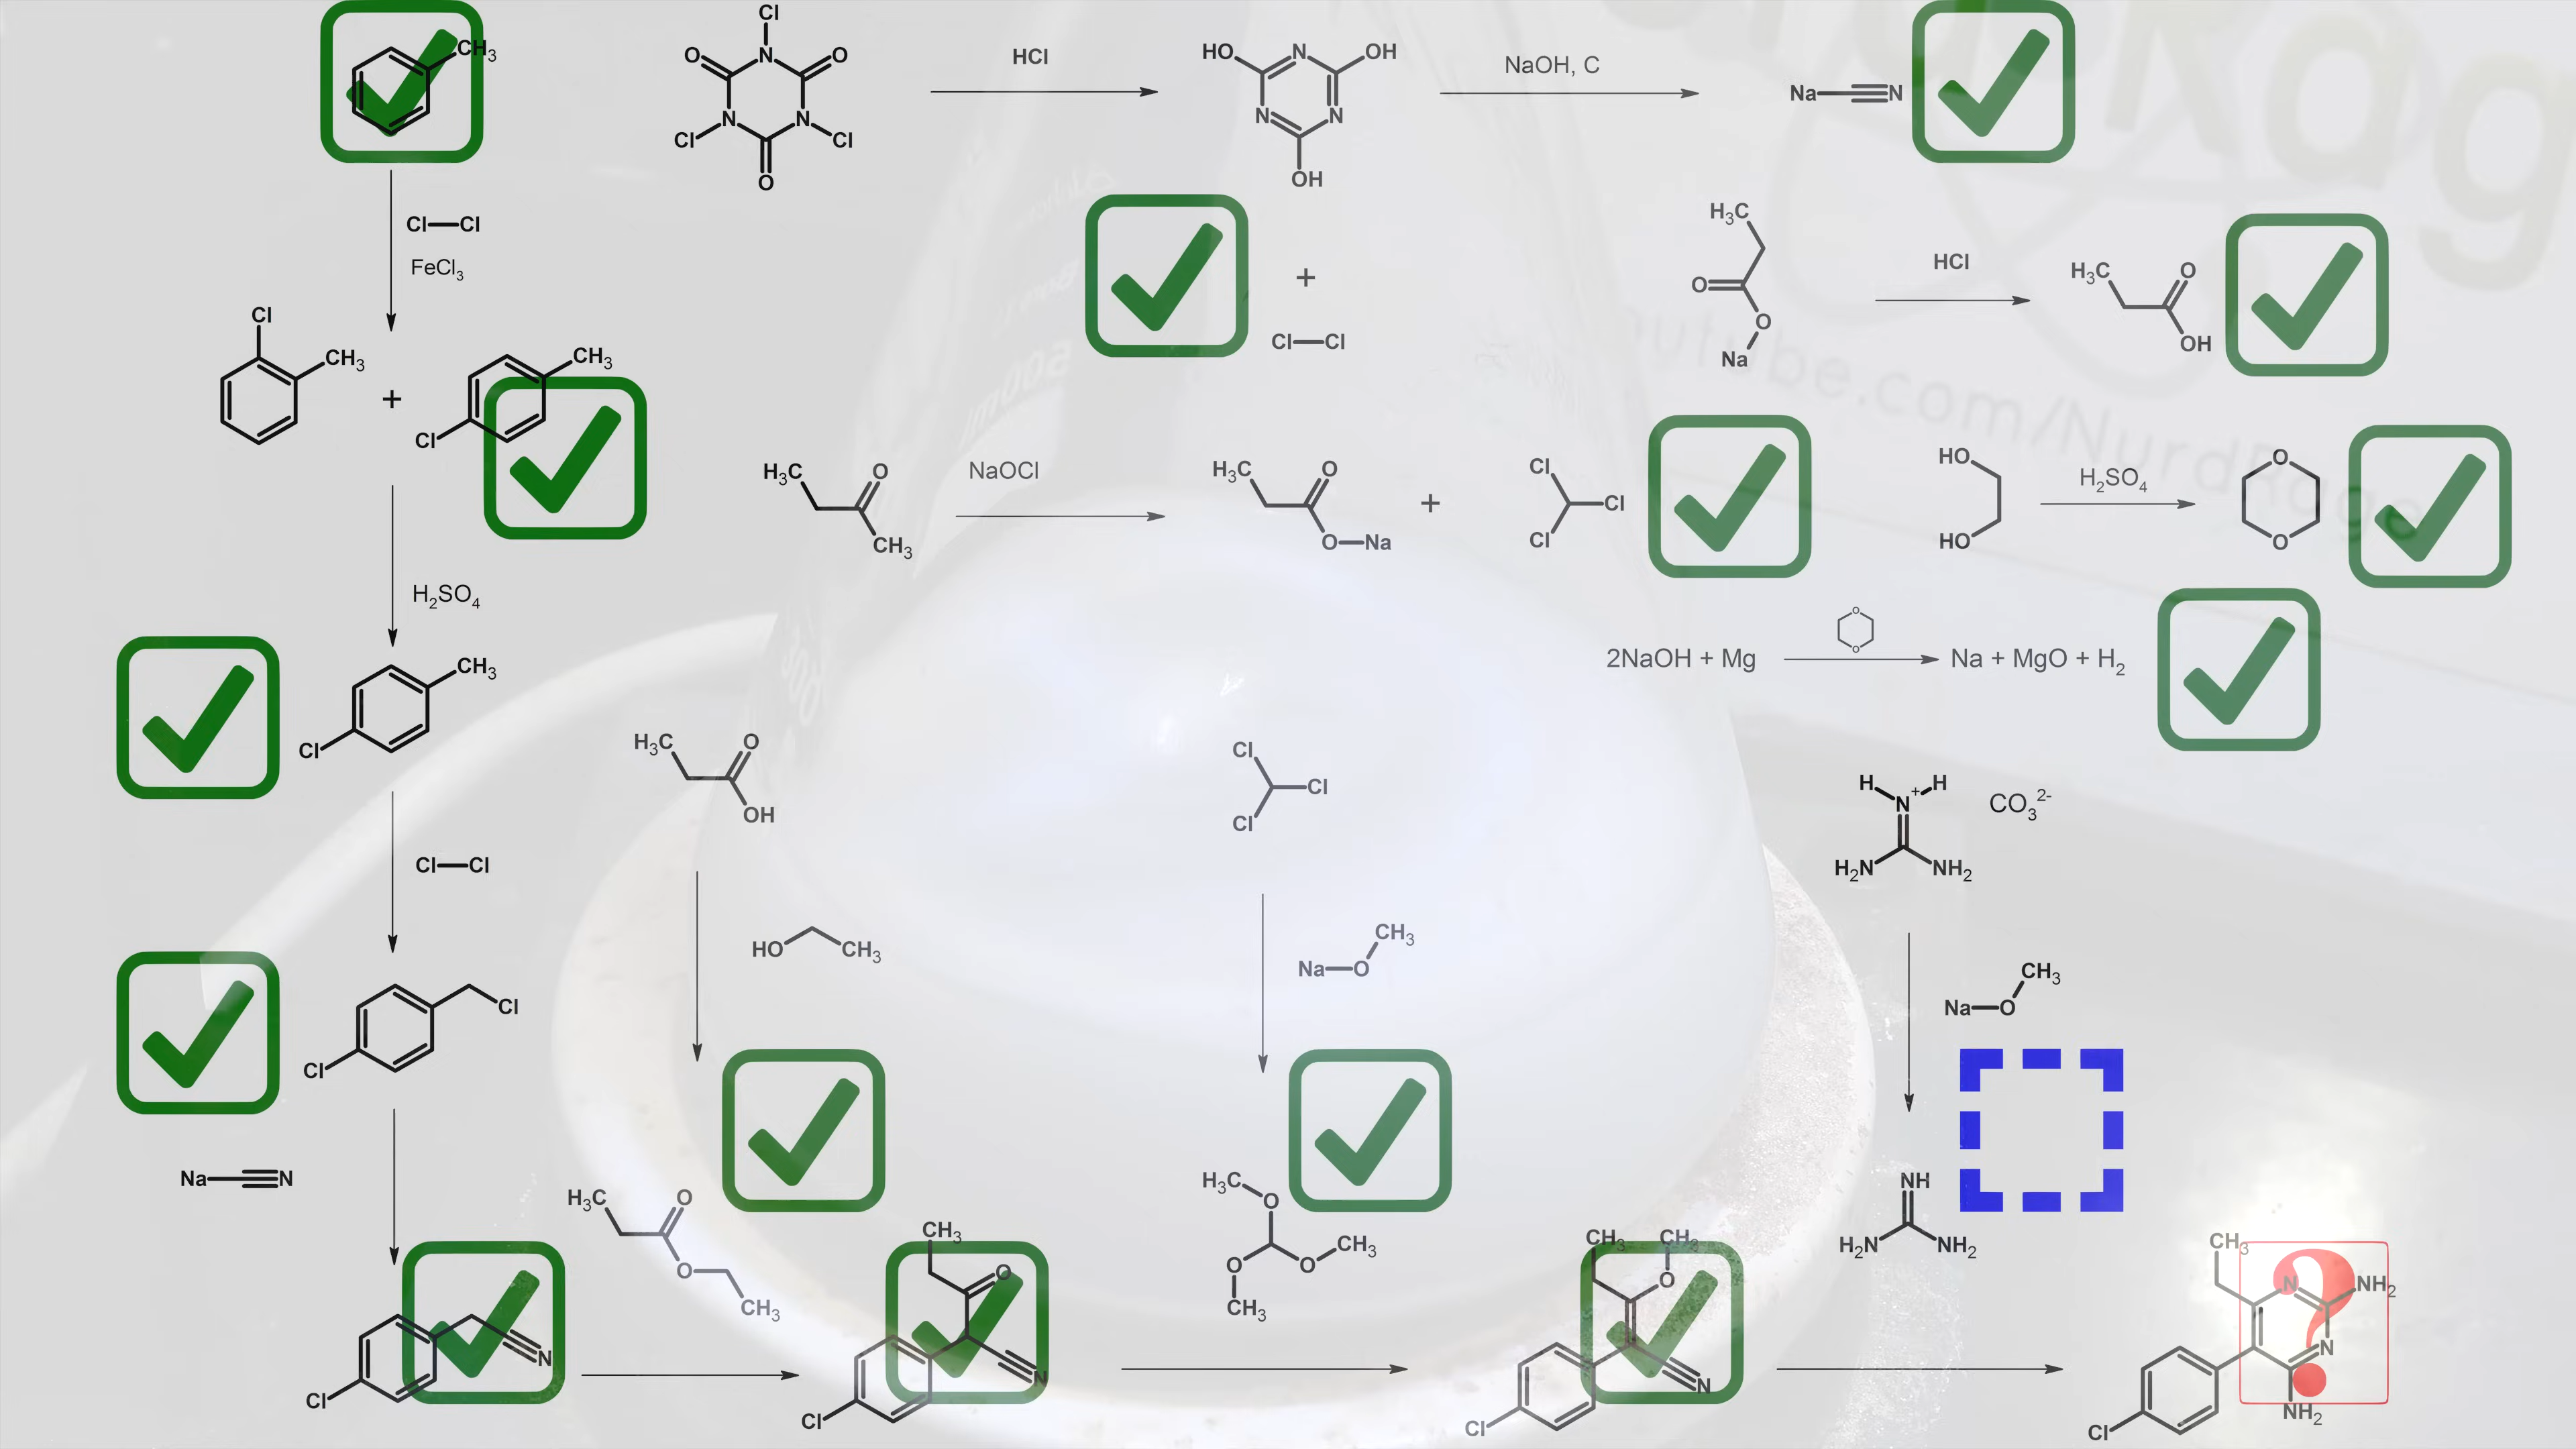 CH3
Cl—Cl
FeCl3
Cl
CH3
+
CH3
Cl
H2SO4
CH3
Cl
Cl—Cl
Cl
Cl
Na
N
Cl
N
Cl
O
N
O
Cl
N
N
Cl
O
HCl
HO
N
OH
N
N
OH
+
Cl—Cl
NaOH, C
Na
N
H3C
O
O
Na
HCl
H3C
O
OH
H3C
O
CH3
NaOCl
H3C
O
O—Na
+
Cl
Cl
Cl
HO
HO
H2SO4
O
O
2NaOH + Mg
O
O
Na + MgO + H2
H3C
O
OH
HO
CH3
H3C
O
O
CH3
CH3
O
N
Cl
Cl
Cl
Cl
CH3
Na—O
H3C
O
O
O
CH3
CH3
CH3
CH3
O
N
Cl
H
H
N+
H2N
NH2
CO3 2-
CH3
Na—O
NH
H2N
NH2
CH3
N
NH2
N
NH2
Cl
?
youtube.com/NurdRage
600ml